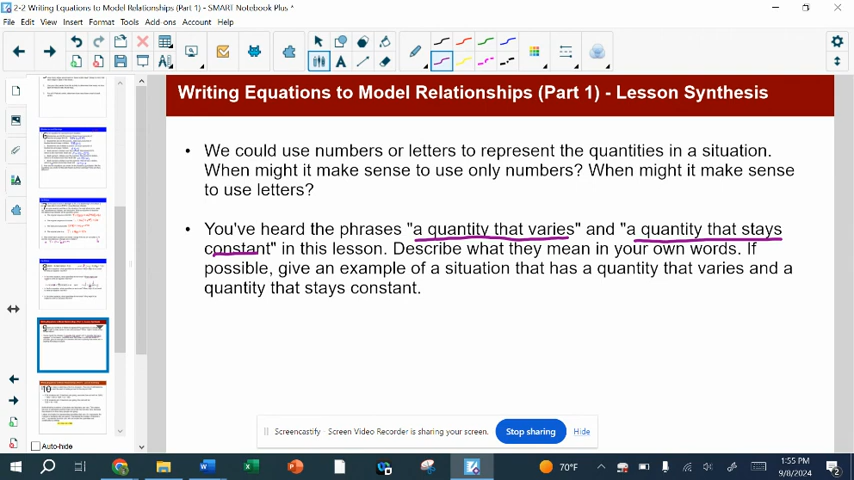 2-2 Writing Equations to Model Relationships (Part 1)* - SMART Notebook Plus *
File Edit View Insert Format Tools Add-ons Account Help
Writing Equations to Model Relationships (Part 1) - Lesson Synthesis
• We could use numbers or letters to represent the quantities in a situation.
When might it make sense to use only numbers? When might it make sense
to use letters?
• You've heard the phrases "a quantity that varies" and "a quantity that stays
constant" in this lesson. Describe what they mean in your own words. If
possible, give an example of a situation that has a quantity that varies and a
quantity that stays constant.
6
7
8
9
10
Screencastify - Screen Video Recorder is sharing your screen. Stop sharing Hide
Auto-hide
70°F
1:55 PM
9/8/2024
2